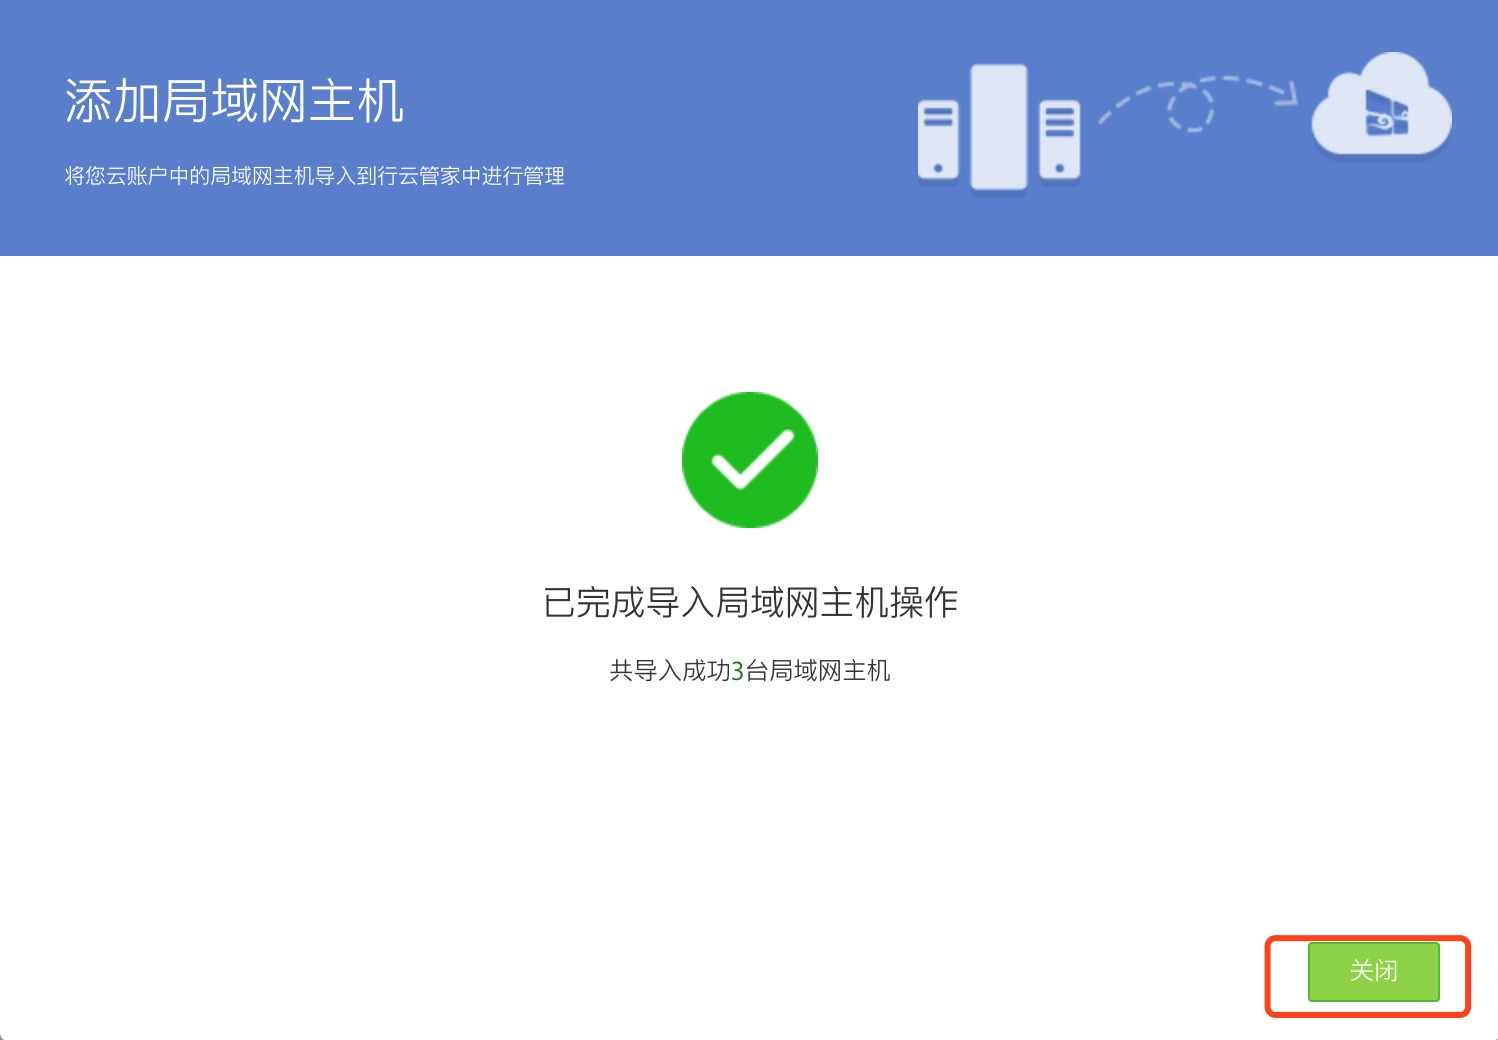 添加局域网主机
将您云账户中的局域网主机导入到行云管家中进行管理
已完成导入局域网主机操作
共导入成功3台局域网主机
关闭